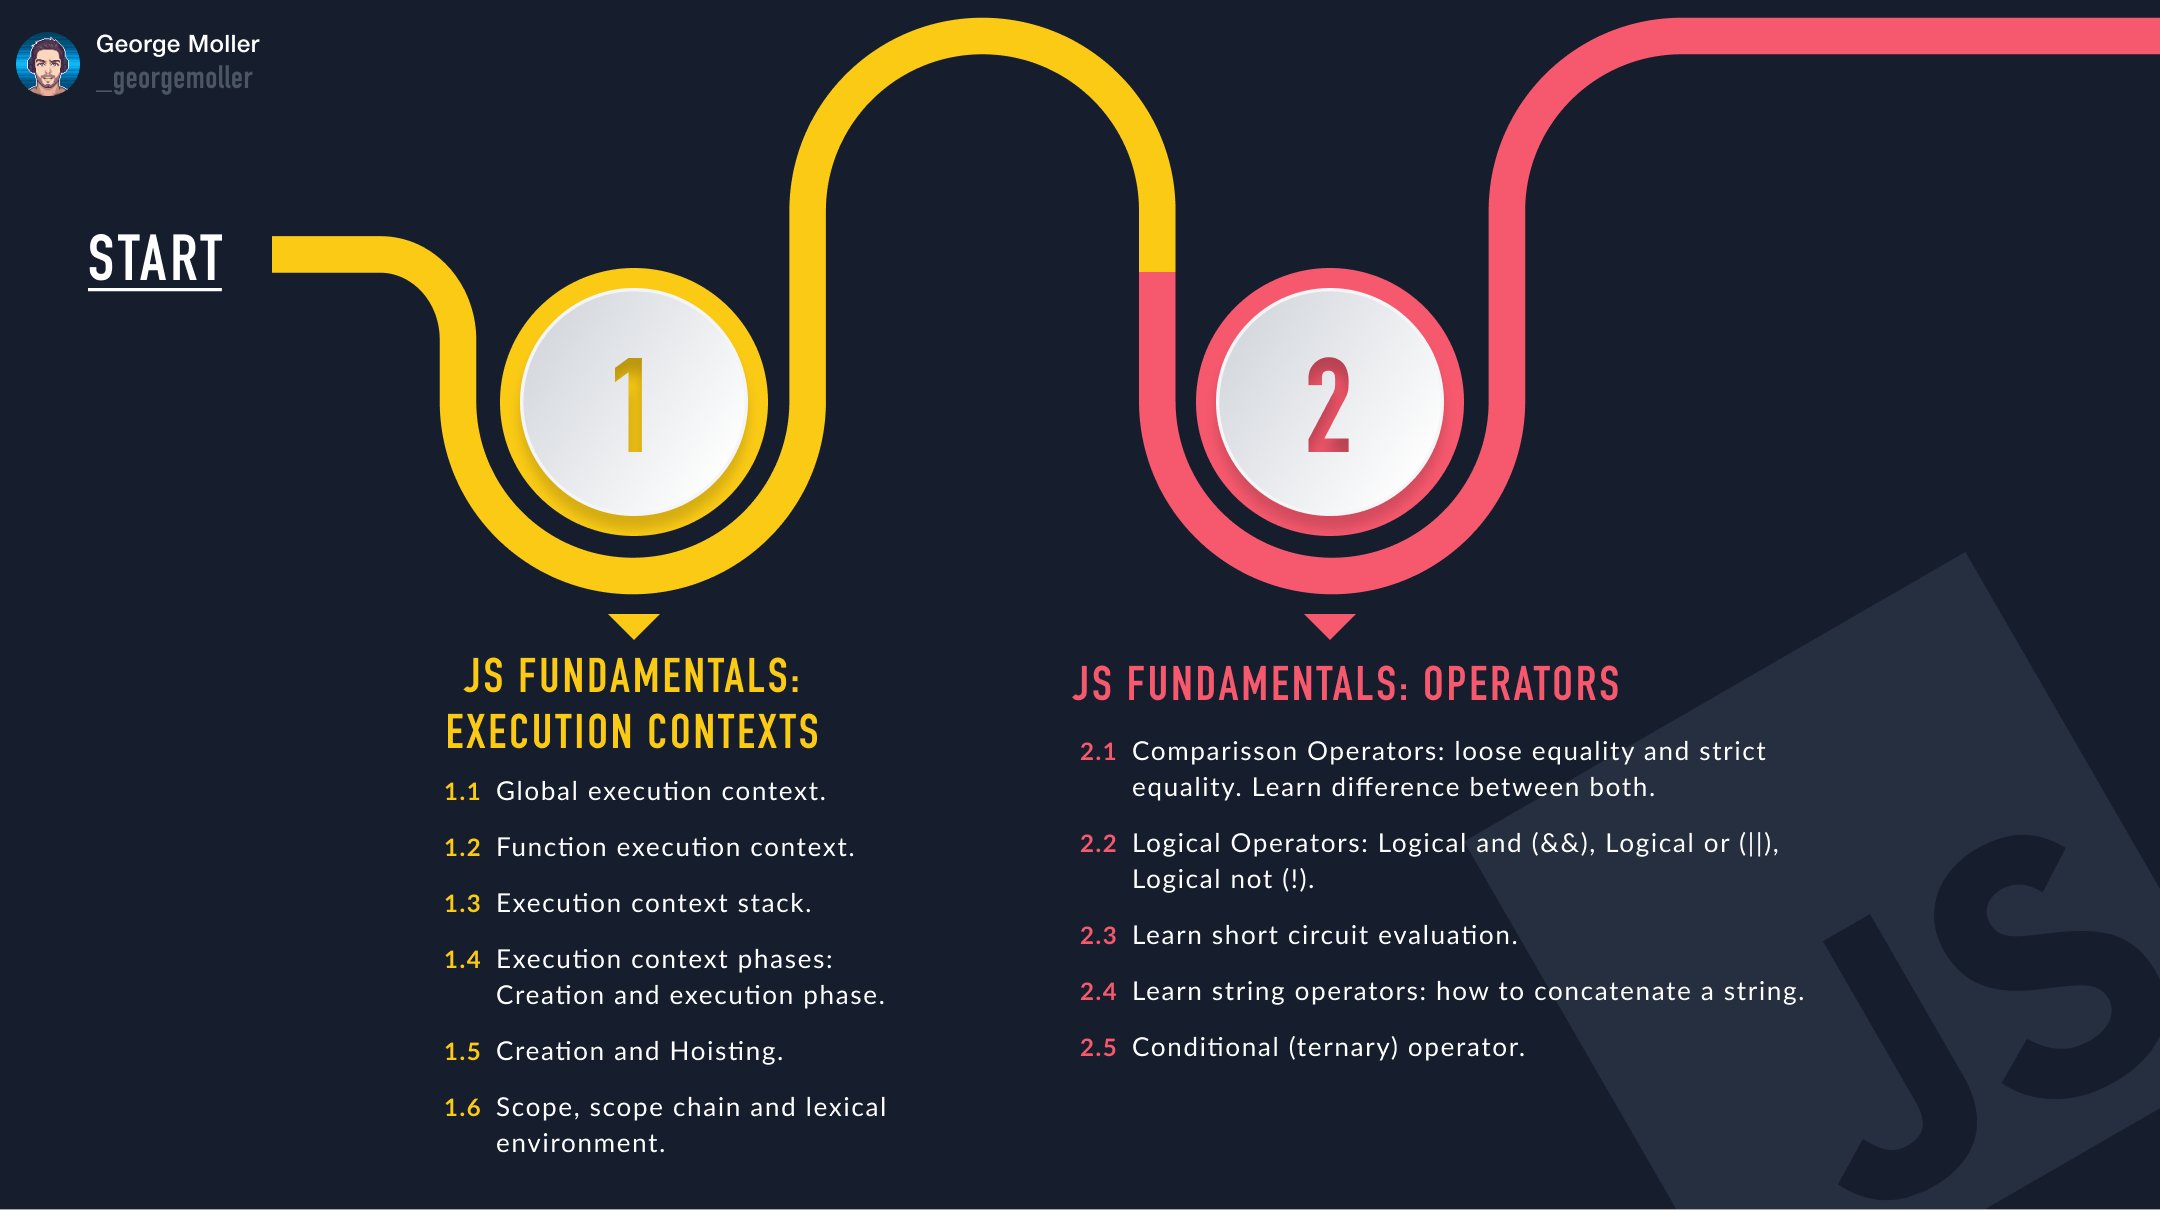 George Moller
_georgemoller
START
1
2
JS FUNDAMENTALS:
EXECUTION CONTEXTS
1.1 Global execution context.
1.2 Function execution context.
1.3 Execution context stack.
1.4 Execution context phases:
Creation and execution phase.
1.5 Creation and Hoisting.
1.6 Scope, scope chain and lexical
environment.
JS FUNDAMENTALS: OPERATORS
2.1 Comparisson Operators: loose equality and strict
equality. Learn difference between both.
2.2 Logical Operators: Logical and (&&), Logical or (||),
Logical not (!).
2.3 Learn short circuit evaluation.
2.4 Learn string operators: how to concatenate a string.
2.5 Conditional (ternary) operator.
JS